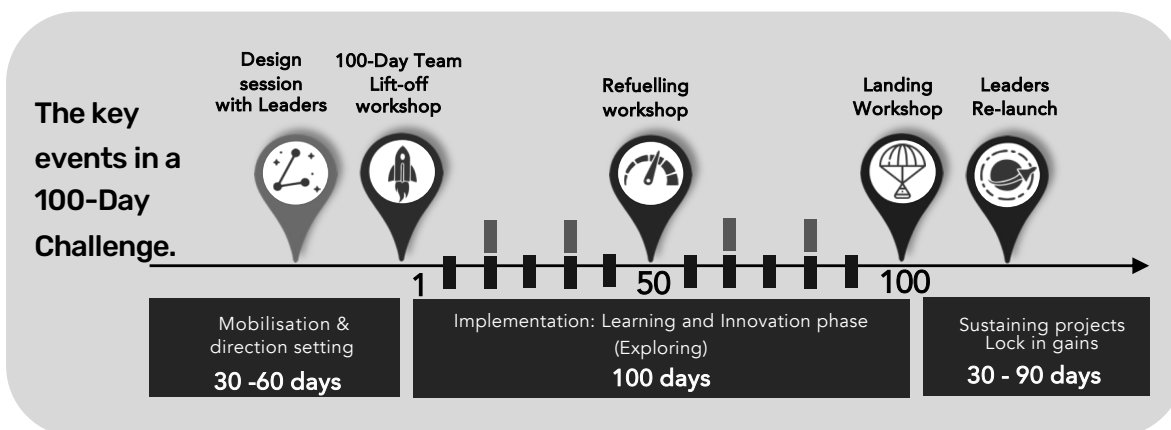 The key
events in a
100-Day
Challenge.
Design
session
with Leaders
100-Day Team
Lift-off
workshop
Refuelling
workshop
Landing
Workshop
Leaders
Re-launch
1
50
100
Mobilisation &
direction setting
30 -60 days
Implementation: Learning and Innovation phase
(Exploring)
100 days
Sustaining projects
Lock in gains
30 - 90 days